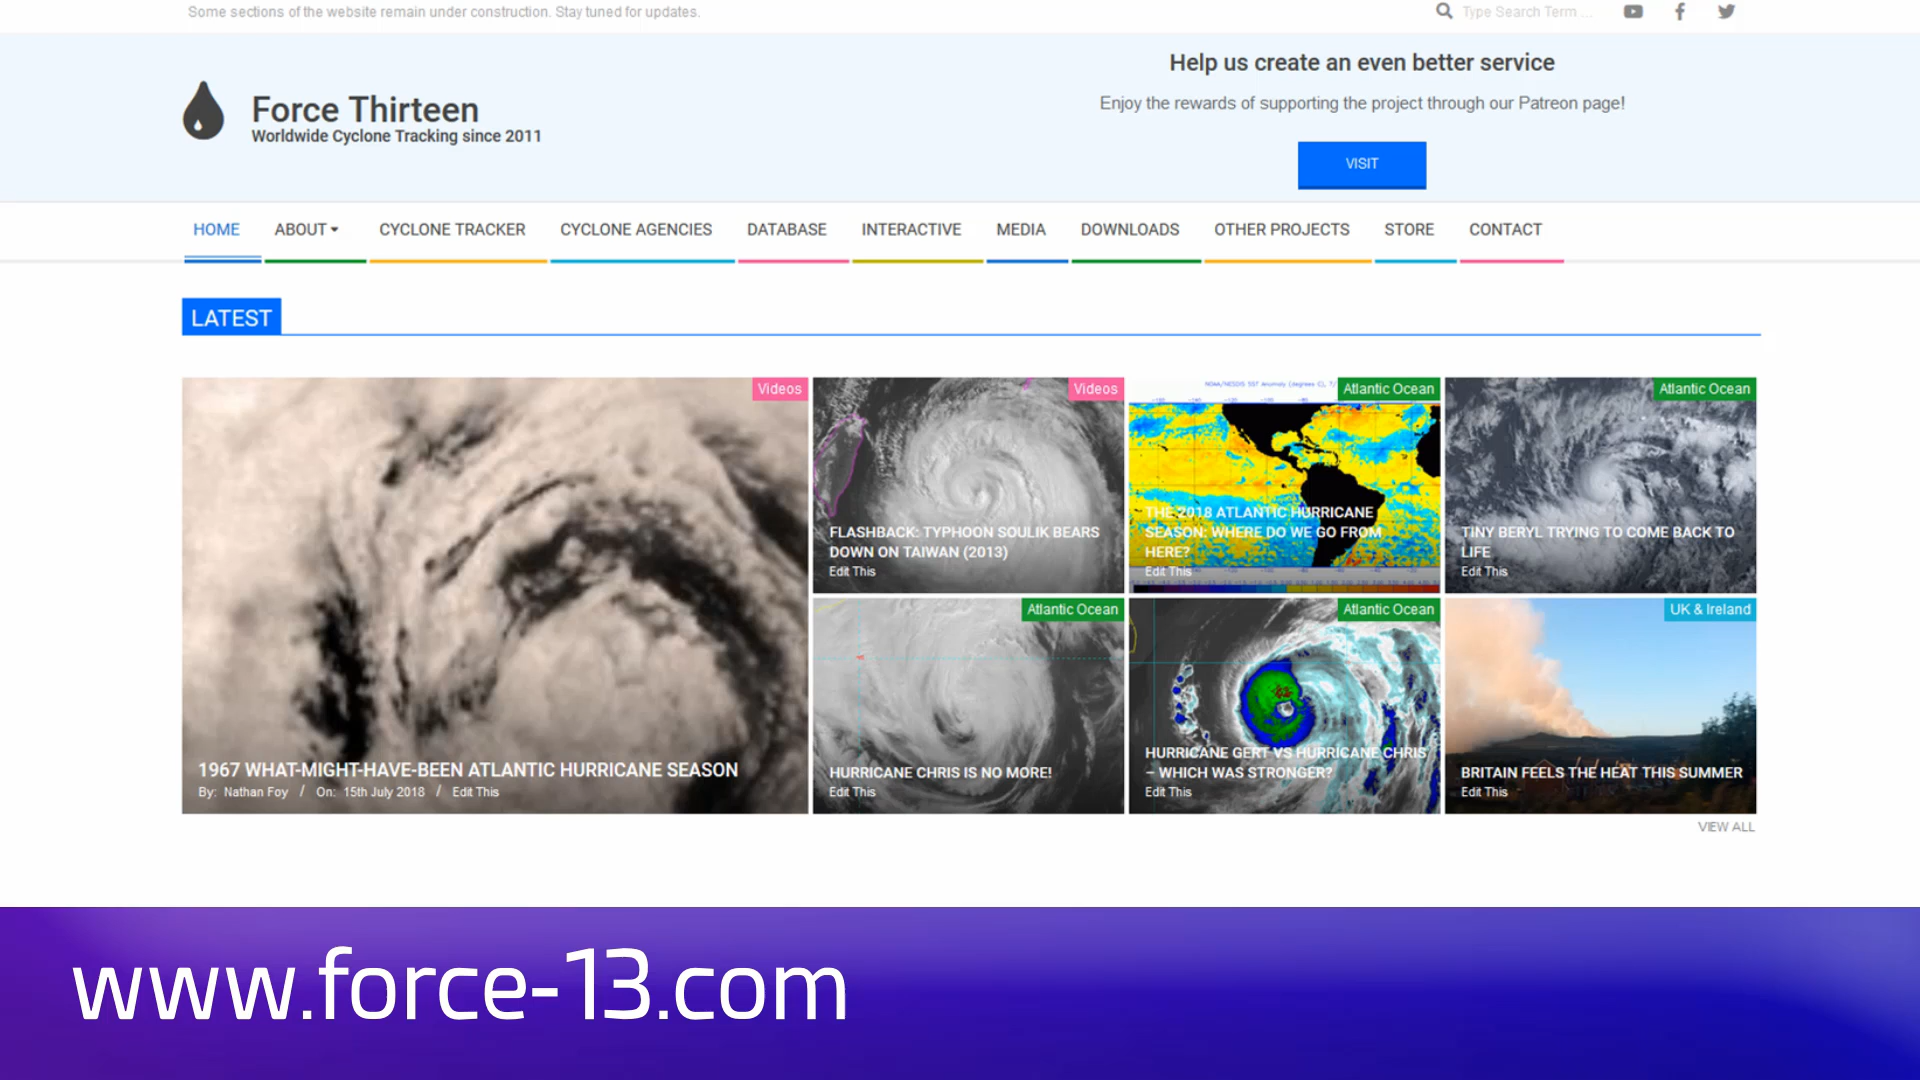 Some sections of the website remain under construction. Stay tuned for updates.
Type Search Term ...
Force Thirteen
Worldwide Cyclone Tracking since 2011
Help us create an even better service
Enjoy the rewards of supporting the project through our Patreon page!
VISIT
HOME
ABOUT
CYCLONE TRACKER
CYCLONE AGENCIES
DATABASE
INTERACTIVE
MEDIA
DOWNLOADS
OTHER PROJECTS
STORE
CONTACT
LATEST
Videos
1967 WHAT-MIGHT-HAVE-BEEN ATLANTIC HURRICANE SEASON
By: Nathan Foy / On: 15th July 2018 / Edit This
Videos
FLASHBACK: TYPHOON SOULIK BEARS
DOWN ON TAIWAN (2013)
Edit This
NOAA/NESDIS SST Anomaly (degrees C), 7/
Atlantic Ocean
THE 2018 ATLANTIC HURRICANE
SEASON: WHERE DO WE GO FROM
HERE?
Edit This
Atlantic Ocean
TINY BERYL TRYING TO COME BACK TO
LIFE
Edit This
Atlantic Ocean
HURRICANE CHRIS IS NO MORE!
Edit This
Atlantic Ocean
HURRICANE GERT VS HURRICANE CHRIS
– WHICH WAS STRONGER?
Edit This
UK & Ireland
BRITAIN FEELS THE HEAT THIS SUMMER
Edit This
VIEW ALL
www.force-13.com